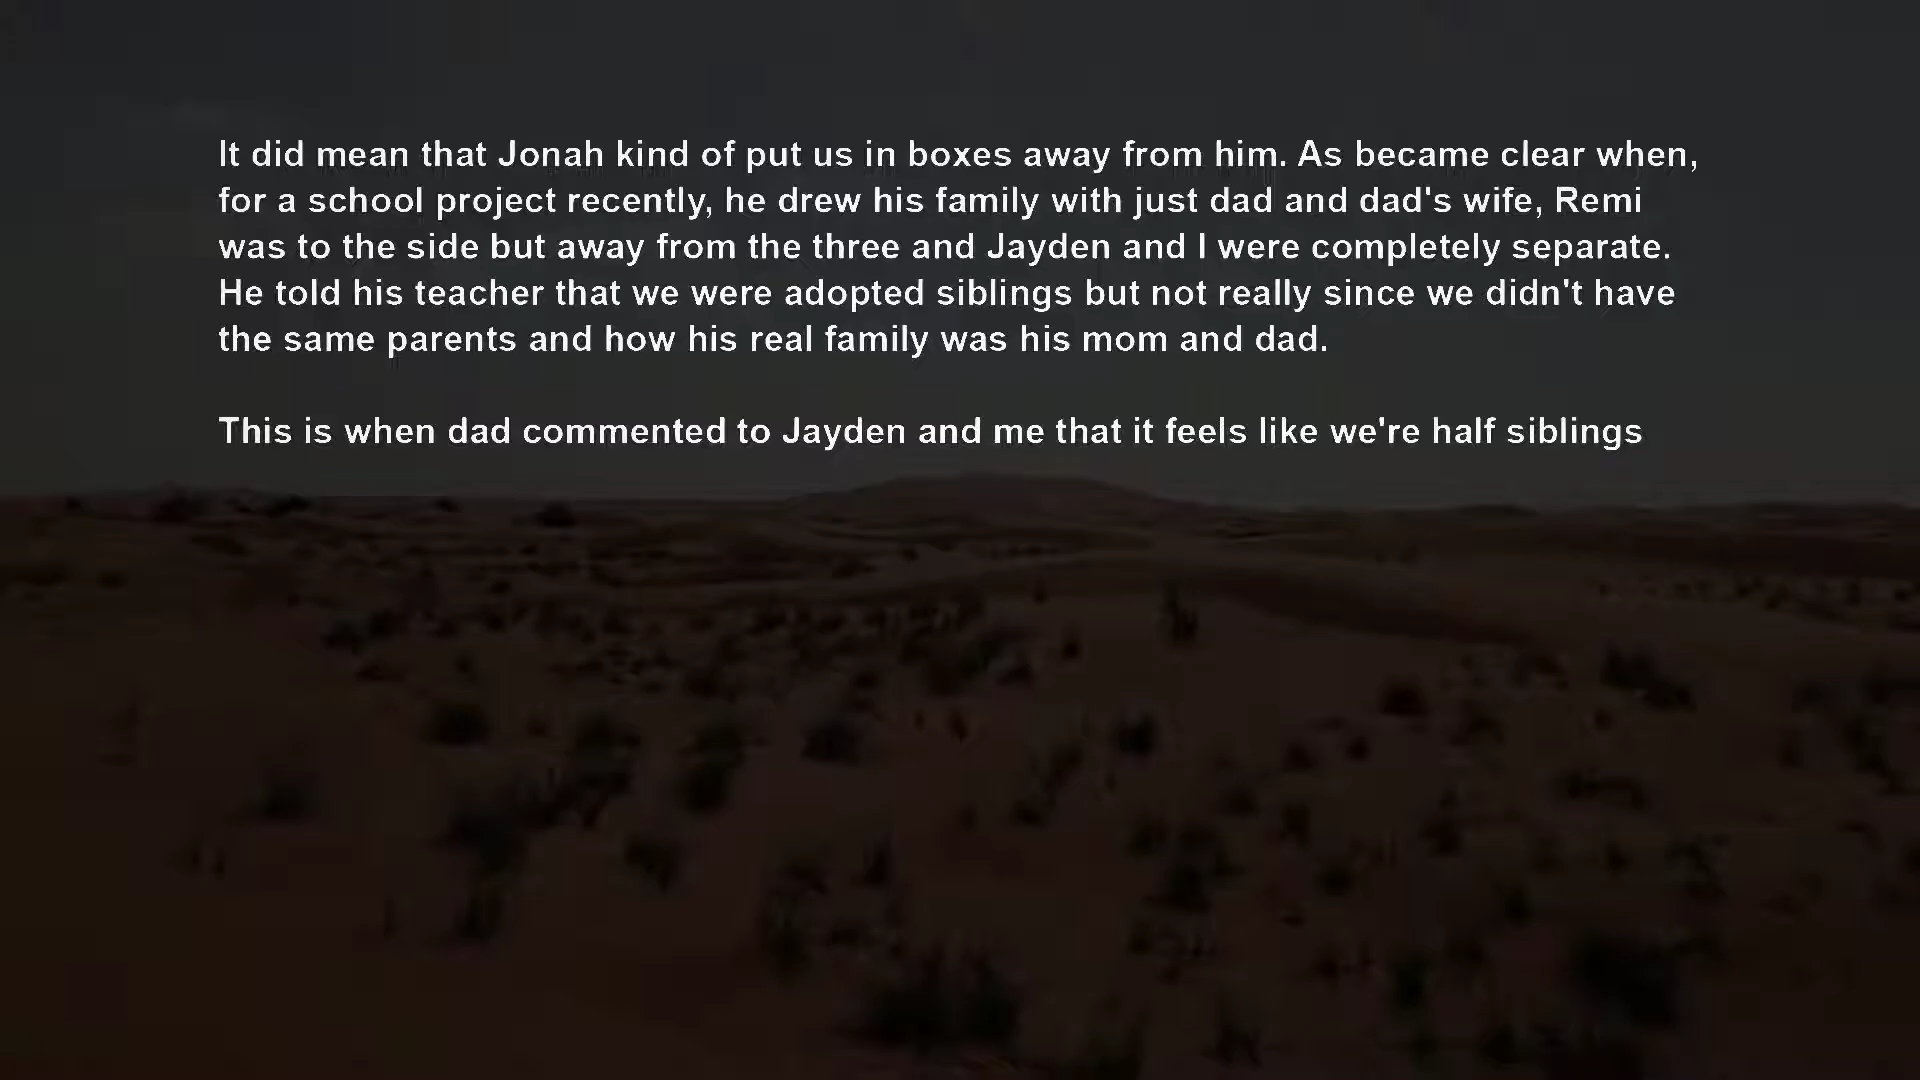 It did mean that Jonah kind of put us in boxes away from him. As became clear when,
for a school project recently, he drew his family with just dad and dad's wife, Remi
was to the side but away from the three and Jayden and I were completely separate.
He told his teacher that we were adopted siblings but not really since we didn't have
the same parents and how his real family was his mom and dad.
This is when dad commented to Jayden and me that it feels like we're half siblings